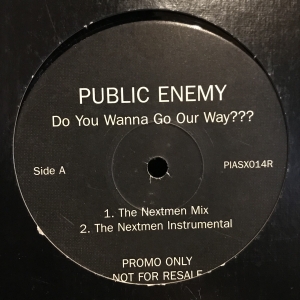 PUBLIC ENEMY
Do You Wanna Go Our Way???
Side A
PIASX014R
1. The Nextmen Mix
2. The Nextmen Instrumental
PROMO ONLY
NOT FOR RESALE